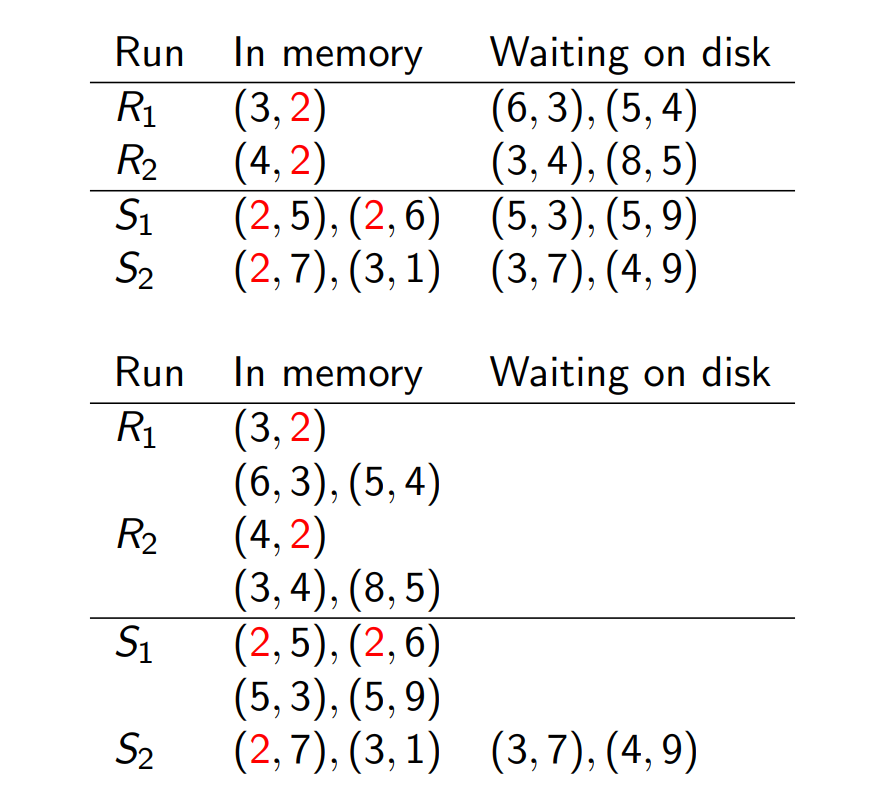 Run In memory Waiting on disk
R1 (3, 2) (6, 3), (5, 4)
R2 (4, 2) (3, 4), (8, 5)
S1 (2, 5), (2, 6) (5, 3), (5, 9)
S2 (2, 7), (3, 1) (3, 7), (4, 9)
Run In memory Waiting on disk
R1 (3, 2)
(6, 3), (5, 4)
R2 (4, 2)
(3, 4), (8, 5)
S1 (2, 5), (2, 6)
(5, 3), (5, 9)
S2 (2, 7), (3, 1) (3, 7), (4, 9)